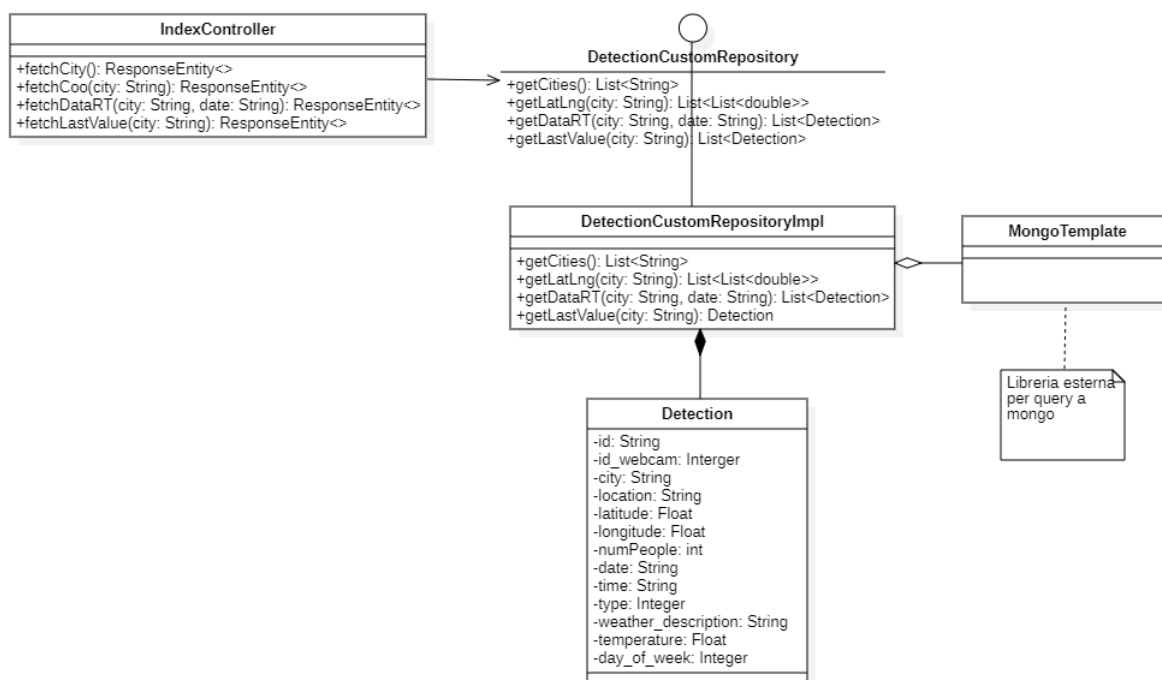 IndexController
+fetchCity(): ResponseEntity<>
+fetchCoo(city: String): ResponseEntity<>
+fetchDataRT(city: String, date: String): ResponseEntity<>
+fetchLastValue(city: String): ResponseEntity<>
DetectionCustomRepository
+getCities(): List<String>
+getLatLng(city: String): List<List<double>>
+getDataRT(city: String, date: String): List<Detection>
+getLastValue(city: String): List<Detection>
DetectionCustomRepositoryImpl
+getCities(): List<String>
+getLatLng(city: String): List<List<double>>
+getDataRT(city: String, date: String): List<Detection>
+getLastValue(city: String): Detection
MongoTemplate
Libreria esterna
per query a
mongo
Detection
-id: String
-id_webcam: Interger
-city: String
-location: String
-latitude: Float
-longitude: Float
-numPeople: int
-date: String
-time: String
-type: Integer
-weather_description: String
-temperature: Float
-day_of_week: Integer